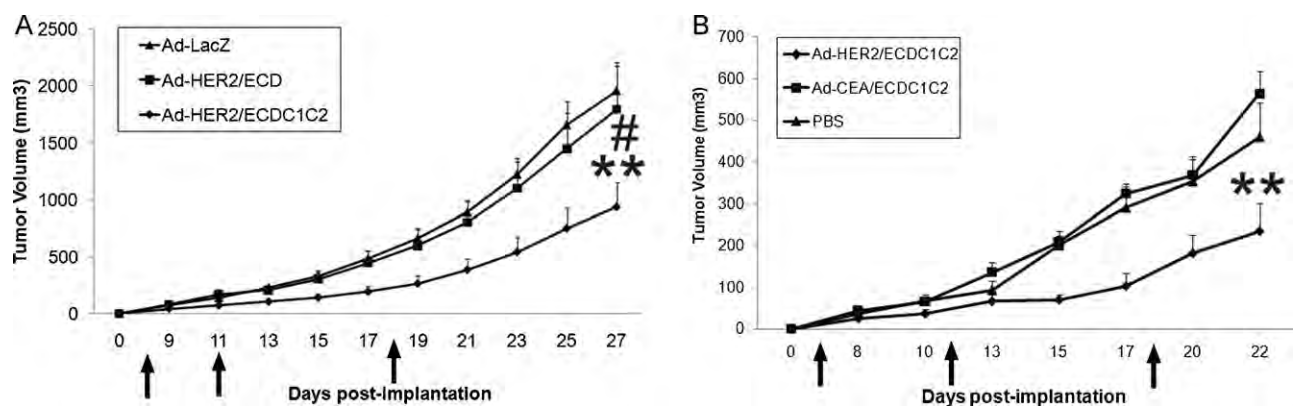 A
Tumor Volume (mm3)
2500
2000
1500
1000
500
0
Ad-LacZ
Ad-HER2/ECD
Ad-HER2/ECDC1C2
#
**
0 9 11 13 15 17 19 21 23 25 27
Days post-implantation
B
Tumor Volume (mm3)
700
600
500
400
300
200
100
0
Ad-HER2/ECDC1C2
Ad-CEA/ECDC1C2
PBS
**
0 8 10 13 15 17 20 22
Days post-implantation